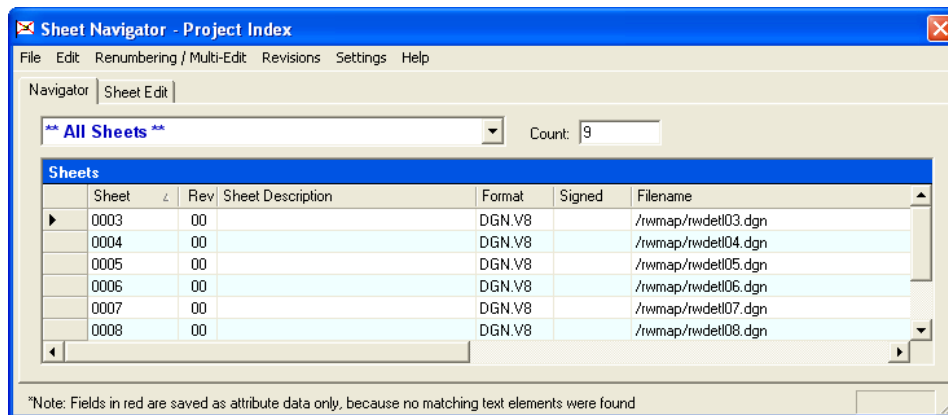 Sheet Navigator - Project Index
File Edit Renumbering / Multi-Edit Revisions Settings Help
Navigator Sheet Edit
** All Sheets ** Count: 9
Sheets
Sheet Rev Sheet Description Format Signed Filename
0003 00 DGN.V8 /rwmap/rwdetl03.dgn
0004 00 DGN.V8 /rwmap/rwdetl04.dgn
0005 00 DGN.V8 /rwmap/rwdetl05.dgn
0006 00 DGN.V8 /rwmap/rwdetl06.dgn
0007 00 DGN.V8 /rwmap/rwdetl07.dgn
0008 00 DGN.V8 /rwmap/rwdetl08.dgn
*Note: Fields in red are saved as attribute data only, because no matching text elements were found